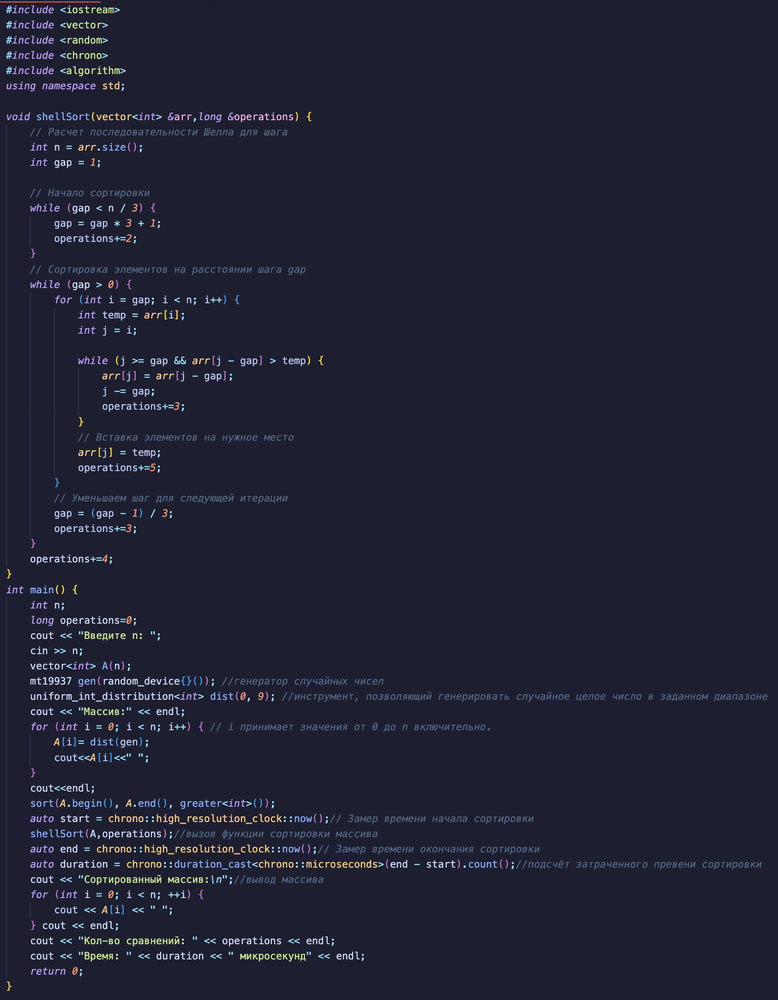 #include <iostream>
#include <vector>
#include <random>
#include <chrono>
#include <algorithm>
using namespace std;

void shellSort(vector<int> &arr,long &operations) {
    // Расчет последовательности Шелла для шага
    int n = arr.size();
    int gap = 1;

    // Начало сортировки
    while (gap < n / 3) {
        gap = gap * 3 + 1;
        operations+=2;
    }
    // Сортировка элементов на расстоянии шага gap
    while (gap > 0) {
        for (int i = gap; i < n; i++) {
            int temp = arr[i];
            int j = i;

            while (j >= gap && arr[j - gap] > temp) {
                arr[j] = arr[j - gap];
                j -= gap;
                operations+=3;
            }
            // Вставка элементов на нужное место
            arr[j] = temp;
            operations+=5;
        }
        // Уменьшаем шаг для следующей итерации
        gap = (gap - 1) / 3;
        operations+=3;
    }
    operations+=4;
}
int main() {
    int n;
    long operations=0;
    cout << "Введите n: ";
    cin >> n;
    vector<int> A(n);
    mt19937 gen(random_device{}()); //генератор случайных чисел
    uniform_int_distribution<int> dist(0, 9); //инструмент, позволяющий генерировать случайное целое число в заданном диапазоне
    cout << "Массив:" << endl;
    for (int i = 0; i < n; i++) { // i принимает значения от 0 до n включительно.
        A[i]= dist(gen);
        cout<<A[i]<<" ";
    }
    cout<<endl;
    sort(A.begin(), A.end(), greater<int>());
    auto start = chrono::high_resolution_clock::now();// Замер времени начала сортировки
    shellSort(A,operations);//вызов функции сортировки массива
    auto end = chrono::high_resolution_clock::now();// Замер времени окончания сортировки
    auto duration = chrono::duration_cast<chrono::microseconds>(end - start).count();//подсчёт затраченного превени сортировки
    cout << "Сортированный массив:\n";//вывод массива
    for (int i = 0; i < n; ++i) {
        cout << A[i] << " ";
    } cout << endl;
    cout << "Кол-во сравнений: " << operations << endl;
    cout << "Время: " << duration << " микросекунд" << endl;
    return 0;
}